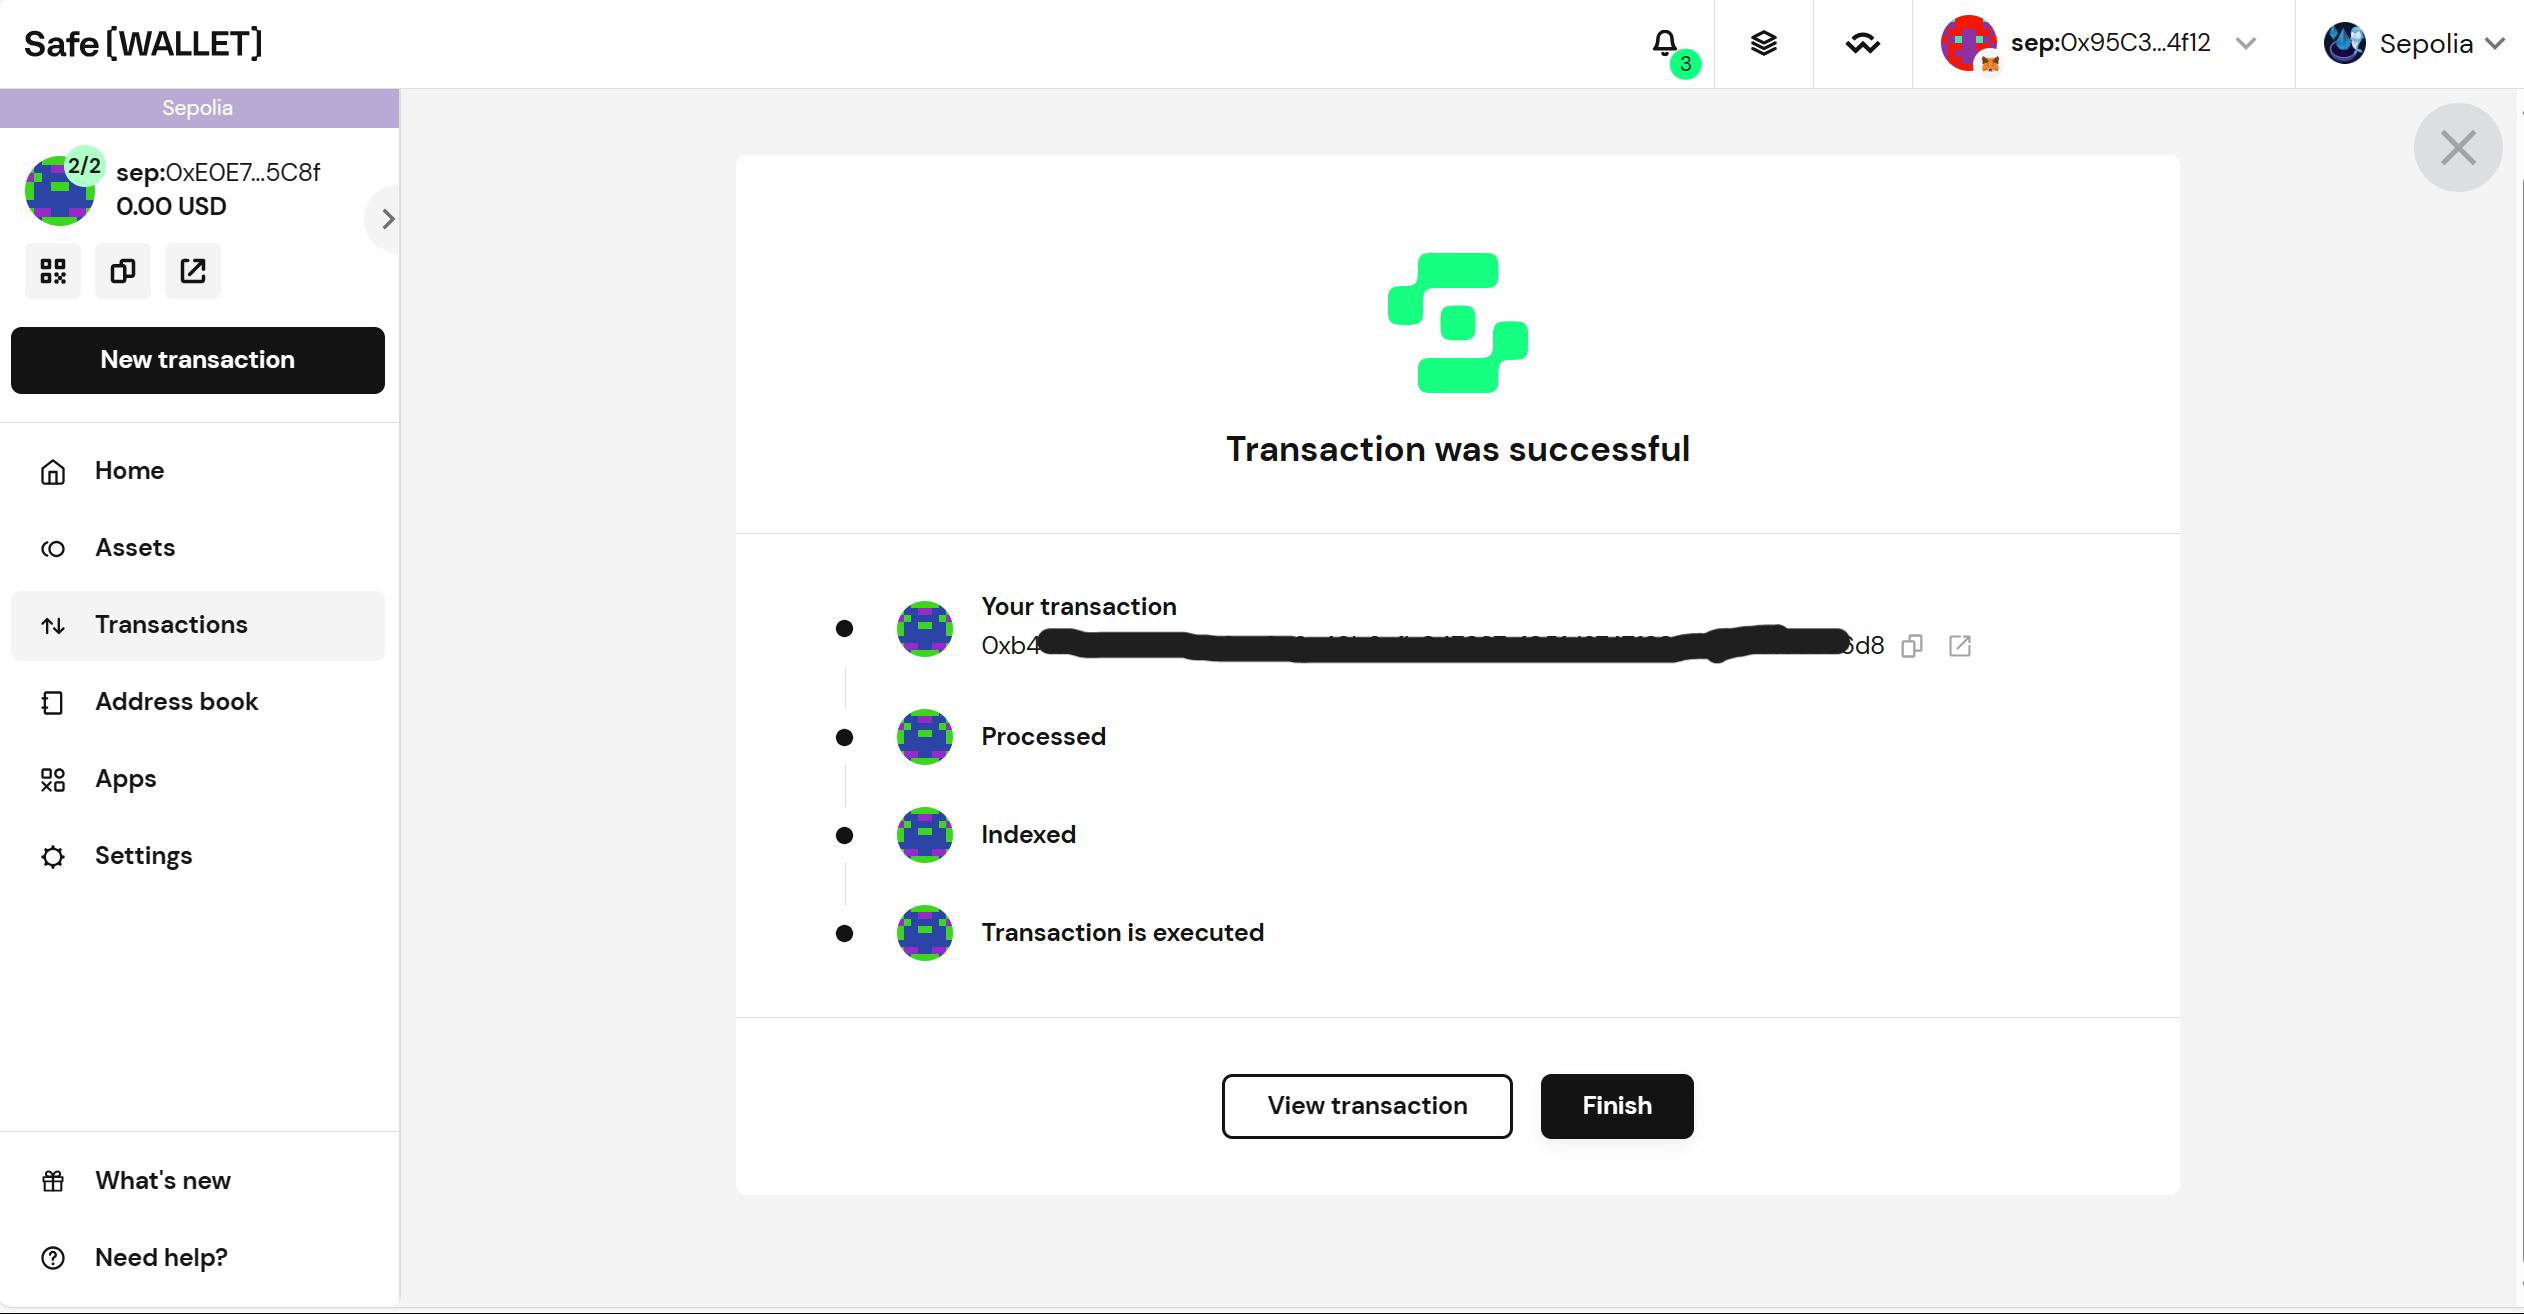 Safe[WALLET]
3
sep:0x95C3...4f12
Sepolia
Sepolia
2/2
sep:0xE0E7...5C8f
0.00 USD
New transaction
Home
Assets
Transactions
Address book
Apps
Settings
What's new
Need help?
Transaction was successful
Your transaction
0xb4 6d8
Processed
Indexed
Transaction is executed
View transaction
Finish